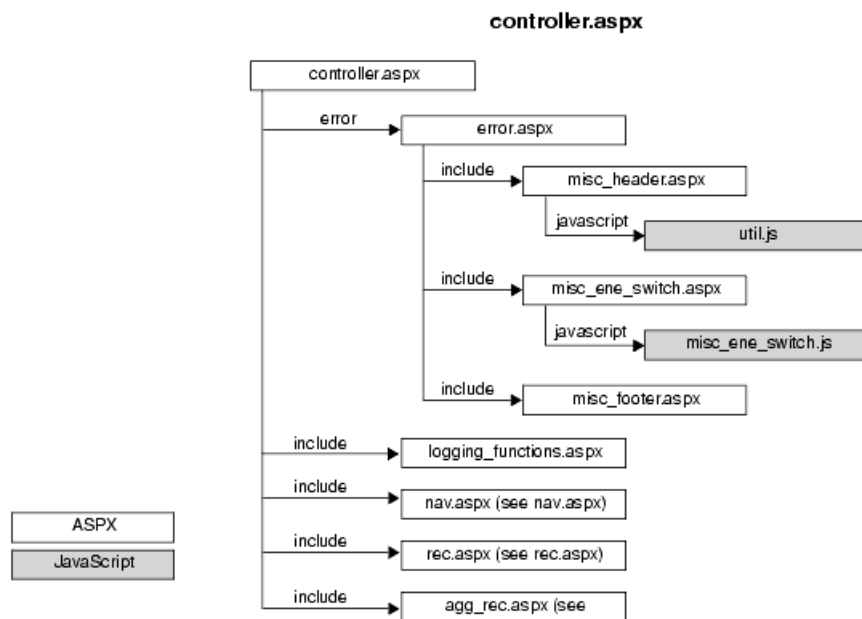 controller.aspx
controller.aspx
error
error.aspx
include
misc_header.aspx
javascript
util.js
include
misc_ene_switch.aspx
javascript
misc_ene_switch.js
include
misc_footer.aspx
include
logging_functions.aspx
include
nav.aspx (see nav.aspx)
include
rec.aspx (see rec.aspx)
include
agg_rec.aspx (see
ASPX
JavaScript